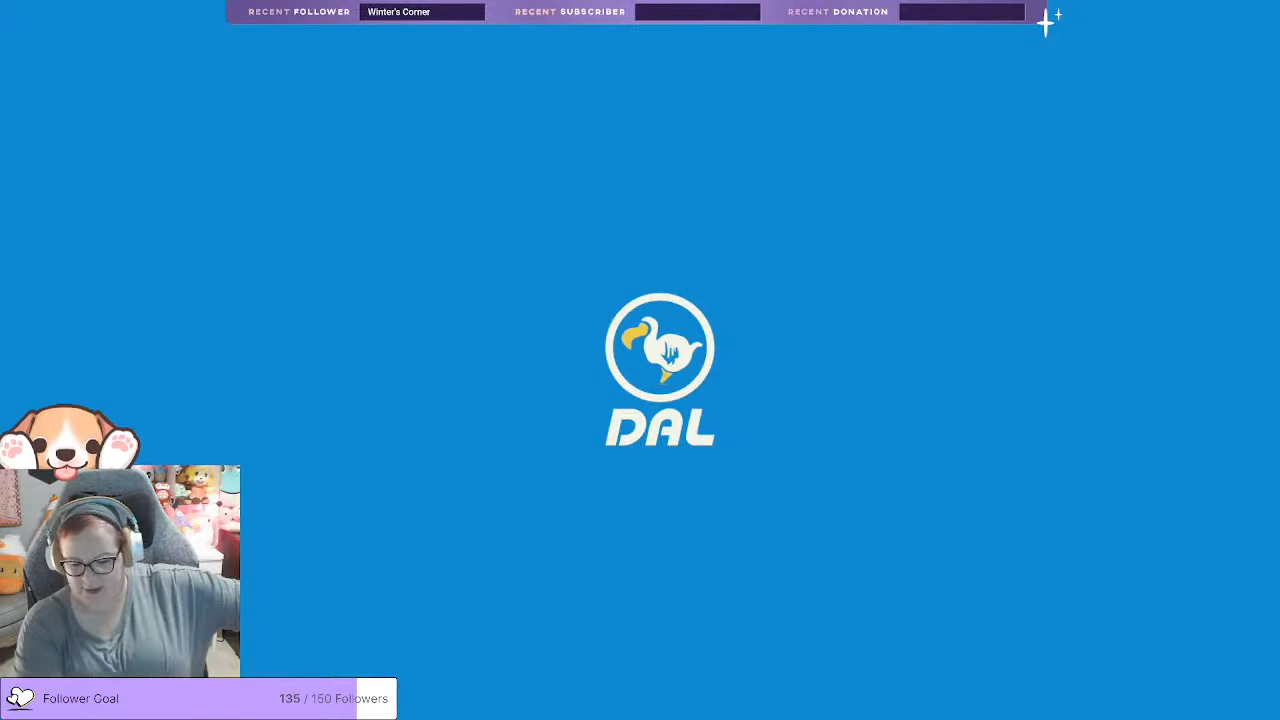 RECENT FOLLOWER Winter's Corner RECENT SUBSCRIBER RECENT DONATION
DAL
Follower Goal 135 / 150 Followers